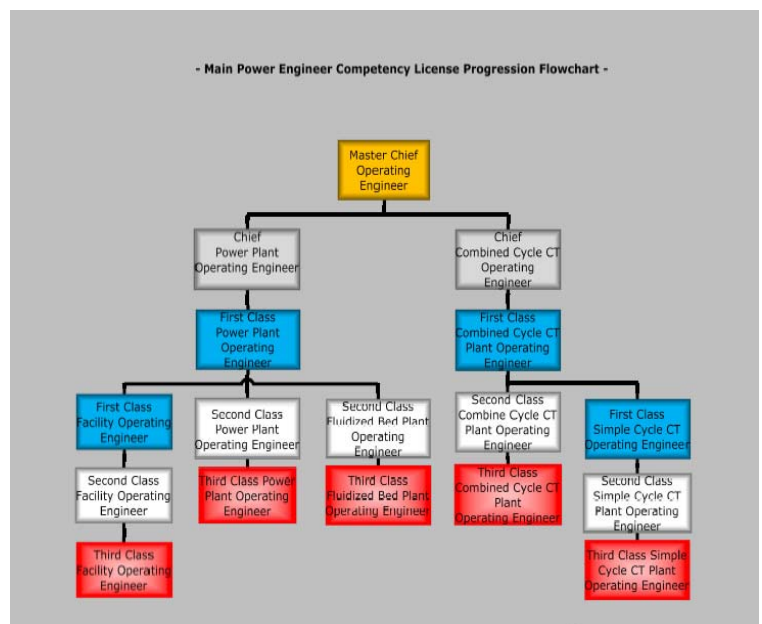 - Main Power Engineer Competency License Progression Flowchart -
Master Chief
Operating
Engineer
Chief
Power Plant
Operating Engineer
Chief
Combined Cycle CT
Operating
Engineer
First Class
Power Plant
Operating
Engineer
First Class
Combined Cycle CT
Plant Operating
Engineer
First Class
Facility Operating
Engineer
Second Class
Power Plant
Operating Engineer
Second Class
Fluidized Bed Plant
Operating
Engineer
Second Class
Combine Cycle CT
Plant Operating
Engineer
First Class
Simple Cycle CT
Operating Engineer
Second Class
Facility Operating
Engineer
Third Class Power
Plant Operating
Engineer
Third Class
Fluidized Bed Plant
Operating Engineer
Third Class
Combined Cycle CT
Plant
Operating Engineer
Second Class
Simple Cycle CT
Plant Operating
Engineer
Third Class
Facility Operating
Engineer
Third Class Simple
Cycle CT Plant
Operating Engineer